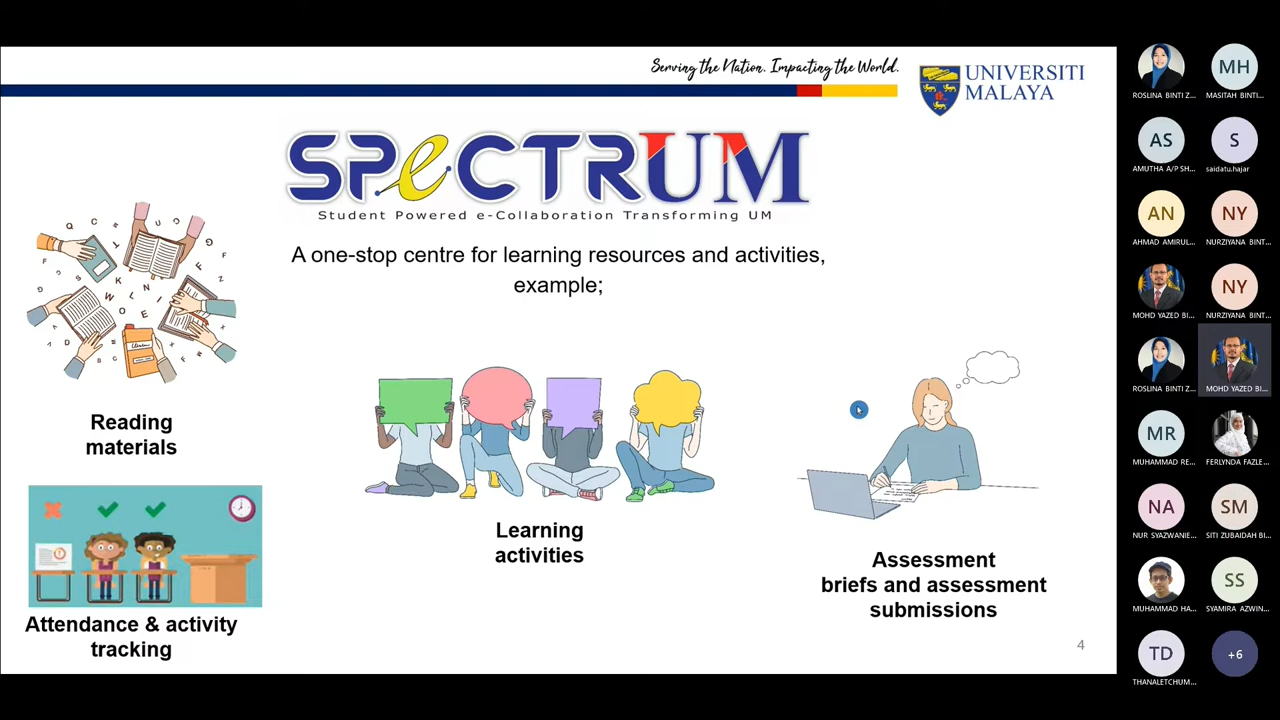 Serving the Nation. Impacting the World.
UNIVERSITI
MALAYA
SPeCTRUM
Student Powered e-Collaboration Transforming UM
A one-stop centre for learning resources and activities,
example;
Reading
materials
Attendance & activity
tracking
Learning
activities
Assessment
briefs and assessment
submissions
4
ROSLINA BINTI Z...
MH
MASITAH BINTI...
AS
AMUTHA A/P SH...
S
saidatu.hajar
AN
AHMAD AMIRUL...
NY
NURZIYANA BINT...
MOHD YAZED BI...
NY
NURZIYANA BINT...
ROSLINA BINTI Z...
MOHD YAZED BI...
MR
MUHAMMAD RE...
FERLYNDA FAZLE...
NA
NUR SYAZWANIE...
SM
SITI ZUBAIDAH BI...
MUHAMMAD HA...
SS
SYAMIRA AZWIN...
TD
THANALETCHUM...
+6